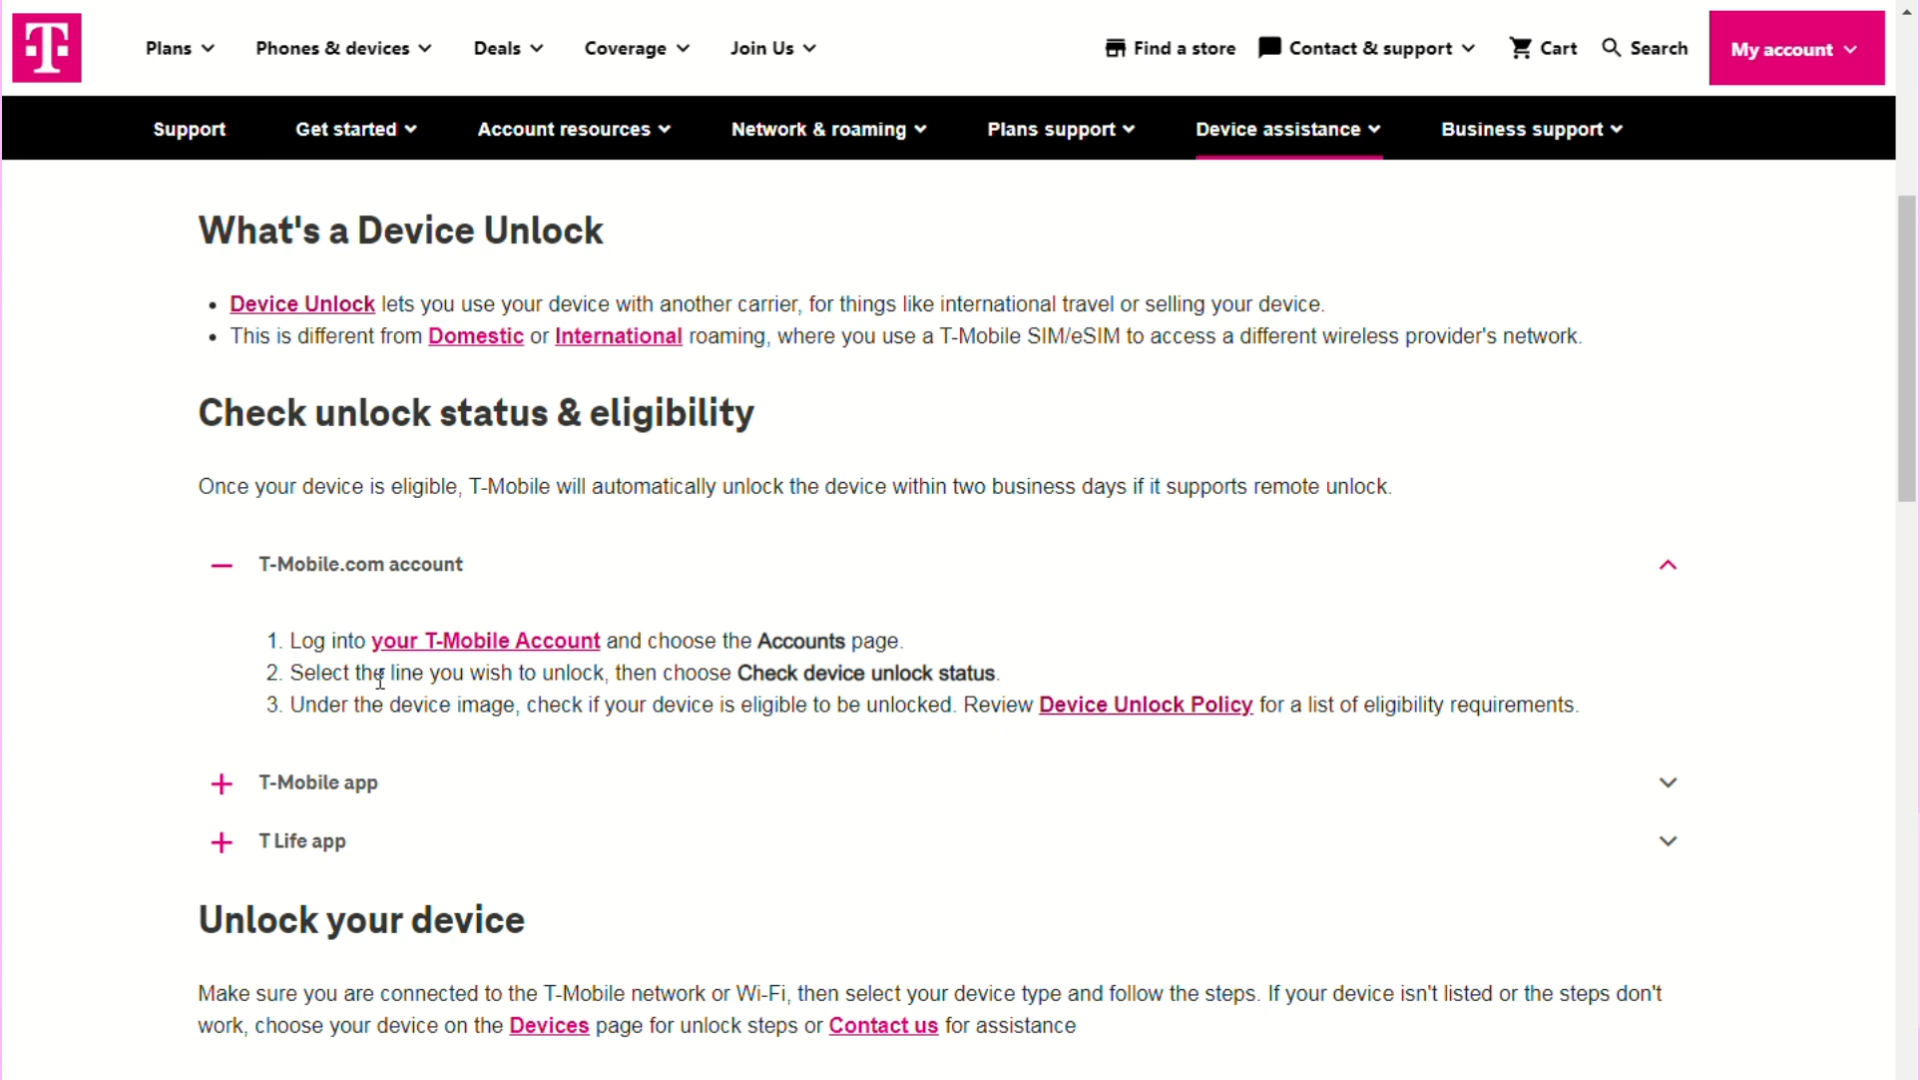 T
Plans
Phones & devices
Deals
Coverage
Join Us
Find a store
Contact & support
Cart
Search
My account
Support
Get started
Account resources
Network & roaming
Plans support
Device assistance
Business support
What's a Device Unlock
• Device Unlock lets you use your device with another carrier, for things like international travel or selling your device.
• This is different from Domestic or International roaming, where you use a T-Mobile SIM/eSIM to access a different wireless provider's network.
Check unlock status & eligibility
Once your device is eligible, T-Mobile will automatically unlock the device within two business days if it supports remote unlock.
T-Mobile.com account
1. Log into your T-Mobile Account and choose the Accounts page.
2. Select the line you wish to unlock, then choose Check device unlock status.
3. Under the device image, check if your device is eligible to be unlocked. Review Device Unlock Policy for a list of eligibility requirements.
T-Mobile app
T Life app
Unlock your device
Make sure you are connected to the T-Mobile network or Wi-Fi, then select your device type and follow the steps. If your device isn't listed or the steps don't
work, choose your device on the Devices page for unlock steps or Contact us for assistance